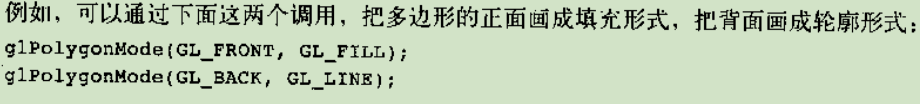 例如，可以通过下面这两个调用，把多边形的正面画成填充形式，把背面画成轮廓形式：
glPolygonMode(GL_FRONT, GL_FILL);
glPolygonMode(GL_BACK, GL_LINE);